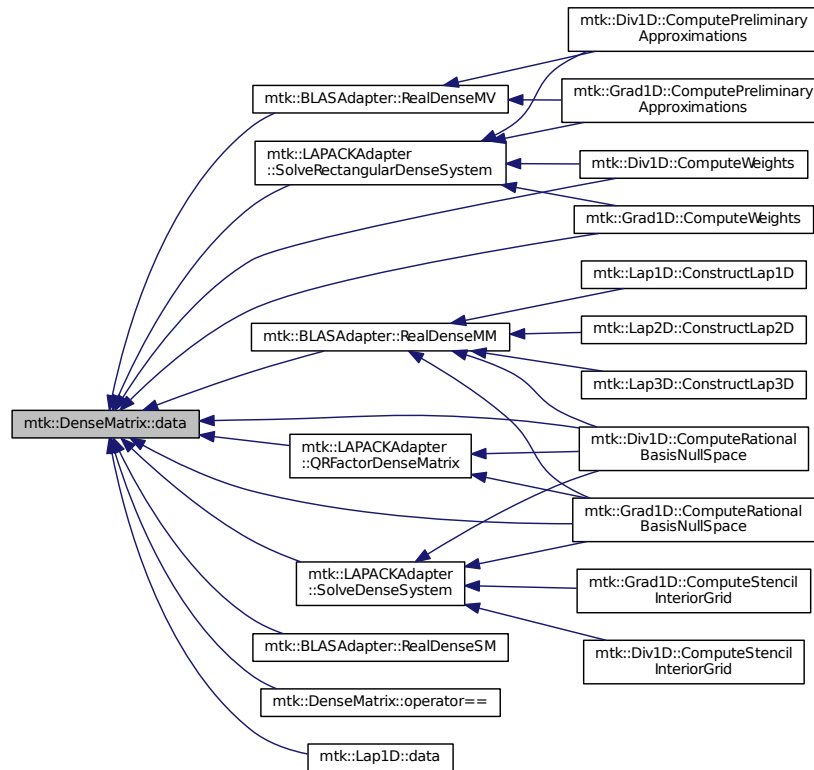 mtk::DenseMatrix::data
mtk::BLASAdapter::RealDenseMV
mtk::LAPACKAdapter
::SolveRectangularDenseSystem
mtk::BLASAdapter::RealDenseMM
mtk::LAPACKAdapter
::QRFactorDenseMatrix
mtk::LAPACKAdapter
::SolveDenseSystem
mtk::BLASAdapter::RealDenseSM
mtk::DenseMatrix::operator==
mtk::Lap1D::data
mtk::Div1D::ComputePreliminary
Approximations
mtk::Grad1D::ComputePreliminary
Approximations
mtk::Div1D::ComputeWeights
mtk::Grad1D::ComputeWeights
mtk::Lap1D::ConstructLap1D
mtk::Lap2D::ConstructLap2D
mtk::Lap3D::ConstructLap3D
mtk::Div1D::ComputeRational
BasisNullSpace
mtk::Grad1D::ComputeRational
BasisNullSpace
mtk::Grad1D::ComputeStencil
InteriorGrid
mtk::Div1D::ComputeStencil
InteriorGrid